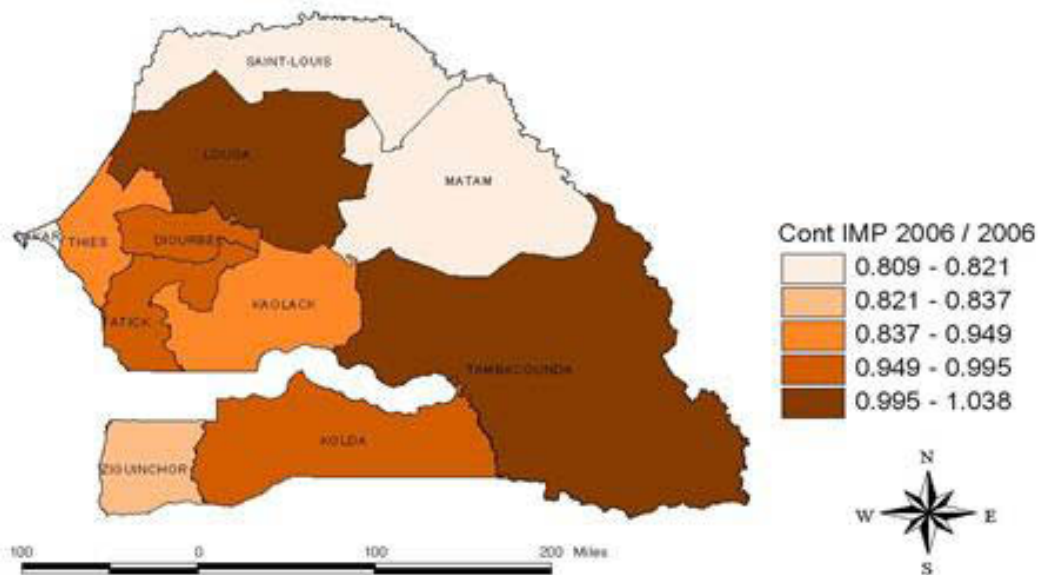 SAINT-LOUIS
LOUGA
MATAM
THIES
DIOURBEL
KAOLACK
TAMBACOUNDA
KOLDA
ZIGUINCHOR
Cont IMP 2006 / 2006
0.809 - 0.821
0.821 - 0.837
0.837 - 0.949
0.949 - 0.995
0.995 - 1.038
N
W E
S
100 0 100 200 Miles